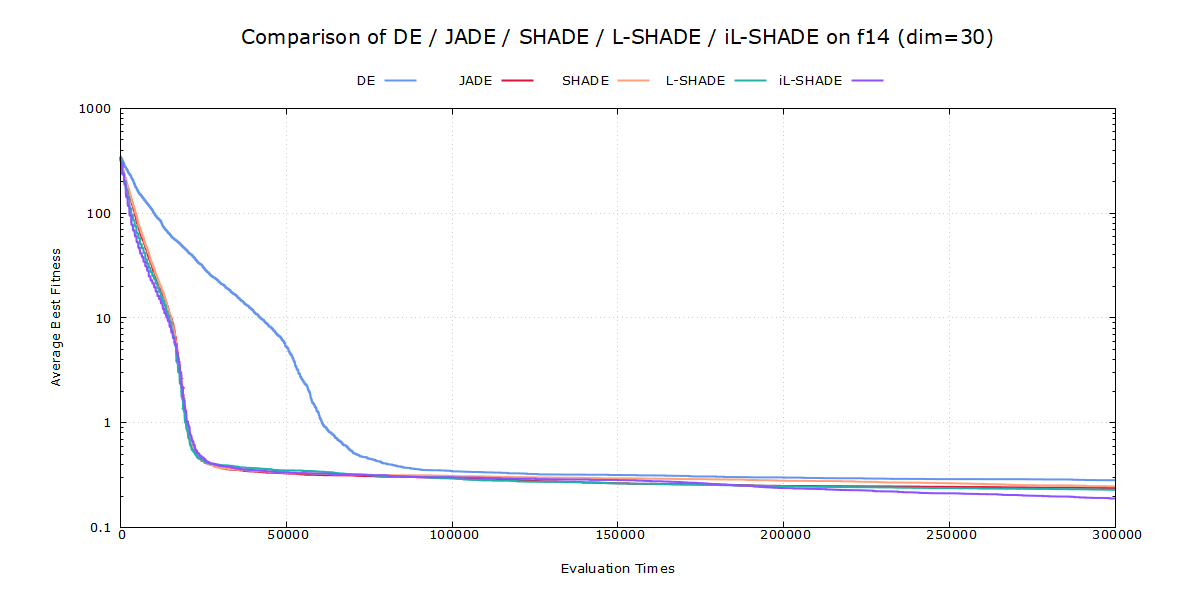 Comparison of DE / JADE / SHADE / L-SHADE / iL-SHADE on f14 (dim=30)
DE JADE SHADE L-SHADE iL-SHADE
1000
100
10
1
0.1
Average Best Fitness
0 50000 100000 150000 200000 250000 300000
Evaluation Times